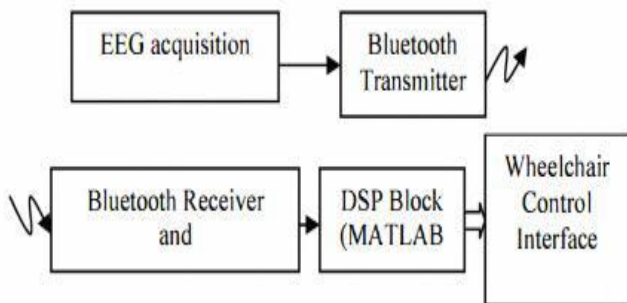 EEG acquisition
Bluetooth
Transmitter
Bluetooth Receiver
and
DSP Block
(MATLAB
Wheelchair
Control
Interface